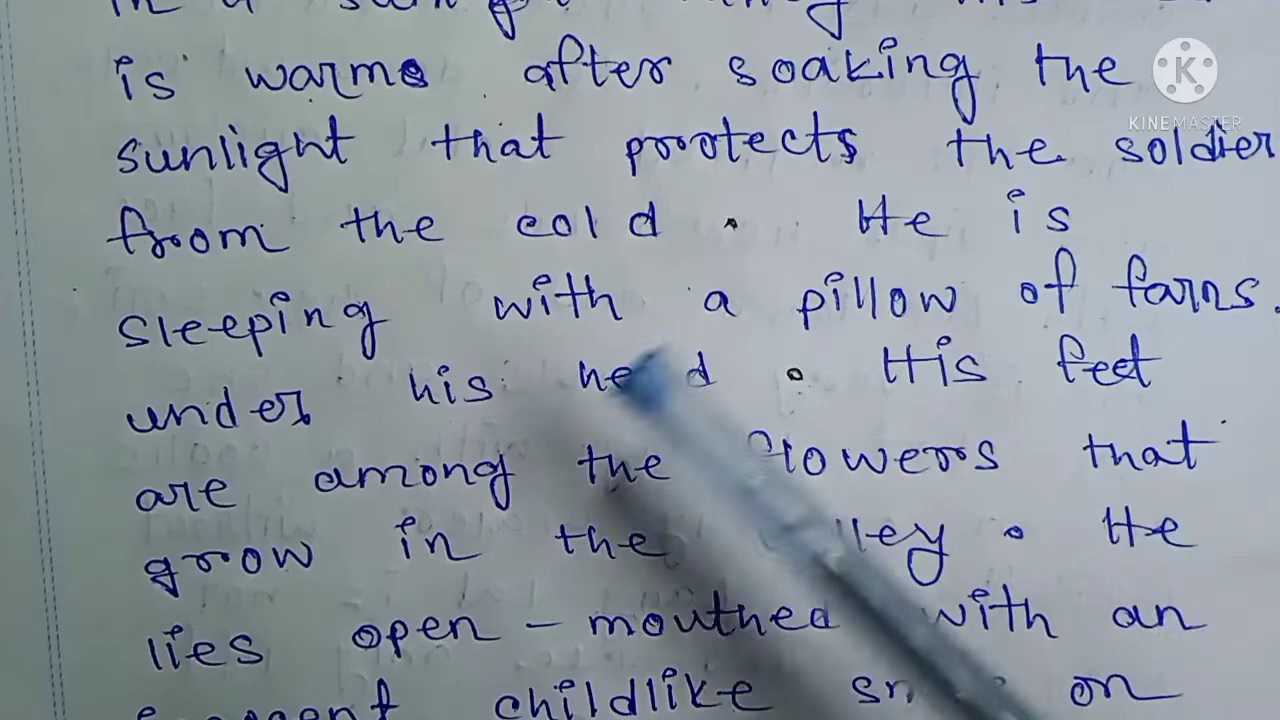 is warm after soaking the
KINEMASTER
sunlight that protects the soldier
from the cold. He is
sleeping with a pillow of farns.
under his . His feet
are among the that
grow in the . He
lies open - mouthed with an
childlike on